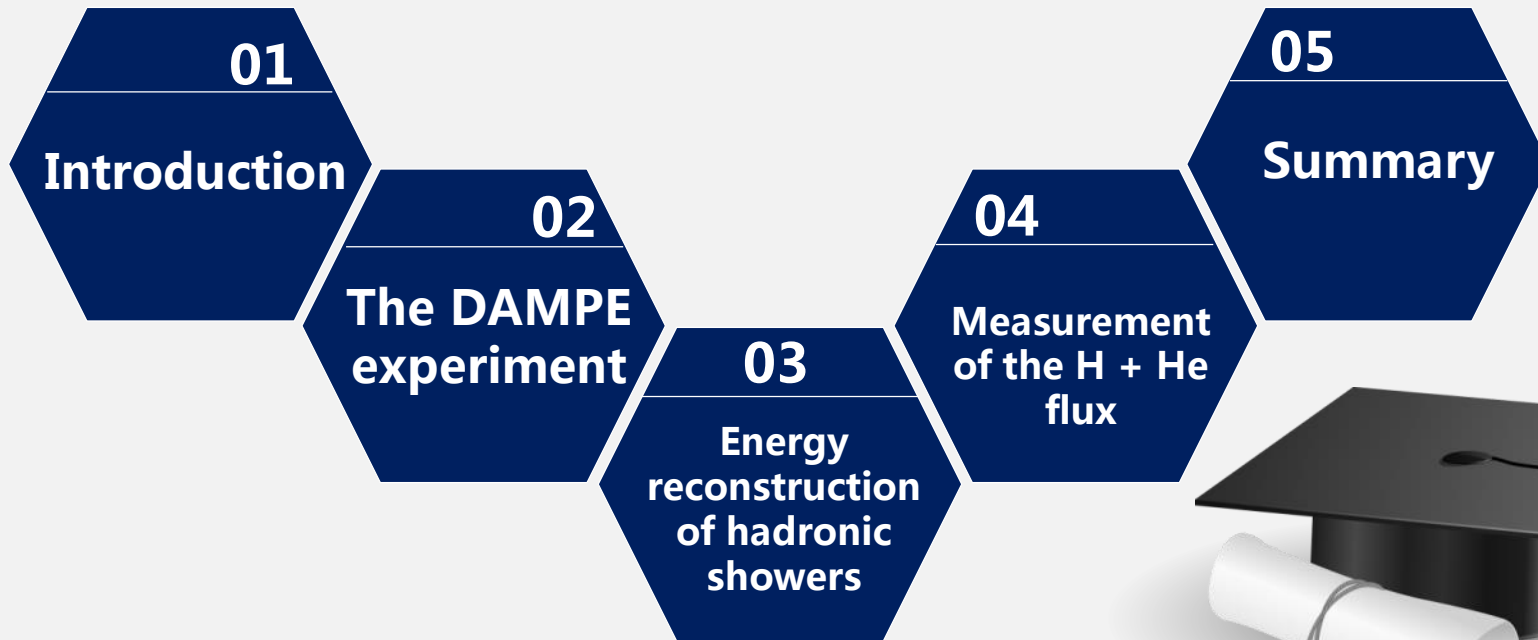 01
Introduction
02
The DAMPE
experiment
03
Energy
reconstruction
of hadronic
showers
04
Measurement
of the H + He
flux
05
Summary